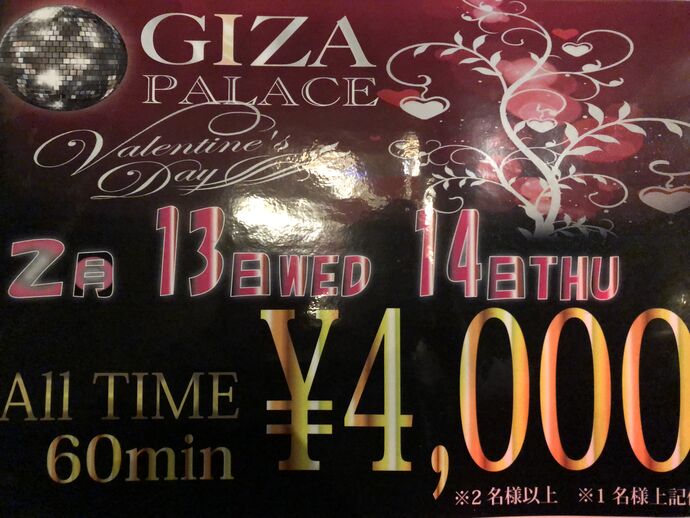 GIZA
PALACE
Valentine's
Day
2月 13日WED 14日THU
All TIME ¥4,000
60min
※2名様以上 ※1名様上記